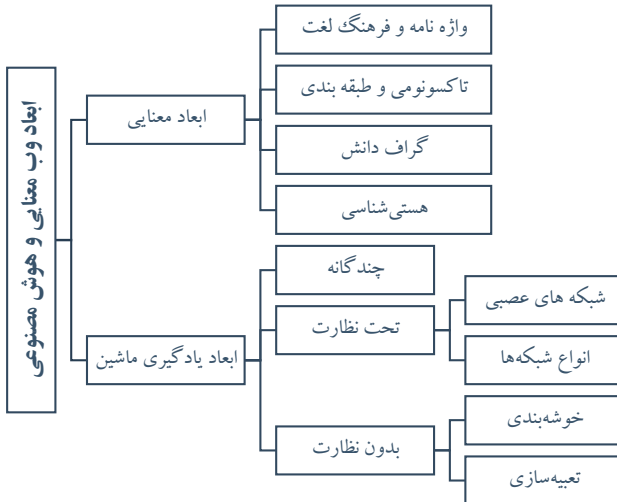 ابعاد وب معنایی و هوش مصنوعی
ابعاد معنایی
واژه نامه و فرهنگ لغت
تاکسونومی و طبقه بندی
گراف دانش
هستی‌شناسی
ابعاد یادگیری ماشین
چندگانه
تحت نظارت
شبکه های عصبی
انواع شبکه‌ها
بدون نظارت
خوشه‌بندی
تعبیه‌سازی